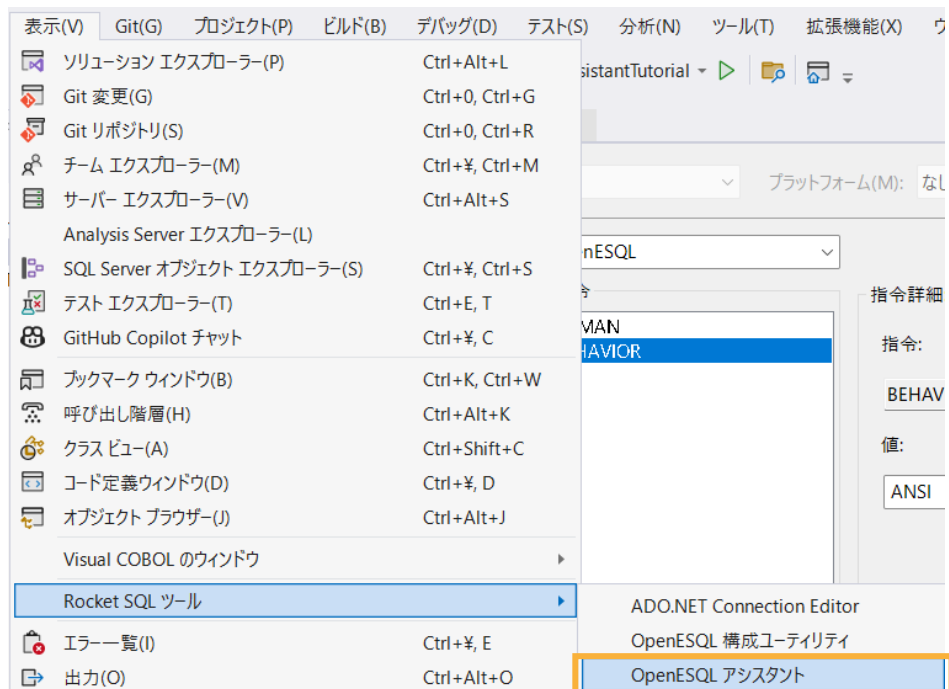 表示(V) Git(G) プロジェクト(P) ビルド(B) デバッグ(D) テスト(S) 分析(N) ツール(T) 拡張機能(X)
ソリューション エクスプローラー(P) Ctrl+Alt+L
sistantTutorial
Git 変更(G) Ctrl+0, Ctrl+G
Git リポジトリ(S) Ctrl+0, Ctrl+R
チーム エクスプローラー(M) Ctrl+¥, Ctrl+M
プラットフォーム(M): なし
サーバー エクスプローラー(V) Ctrl+Alt+S
Analysis Server エクスプローラー(L)
nESQL
SQL Server オブジェクト エクスプローラー(S) Ctrl+¥, Ctrl+S
指令詳細
テスト エクスプローラー(T) Ctrl+E, T
MAN
GitHub Copilot チャット Ctrl+¥, C
指令:
HAVIOR
ブックマーク ウィンドウ(B) Ctrl+K, Ctrl+W
BEHAV
呼び出し階層(H) Ctrl+Alt+K
クラス ビュー(A) Ctrl+Shift+C
値:
コード定義ウィンドウ(D) Ctrl+¥, D
ANSI
オブジェクト ブラウザー(J) Ctrl+Alt+J
Visual COBOL のウィンドウ
Rocket SQL ツール
ADO.NET Connection Editor
エラー一覧(I) Ctrl+¥, E
OpenESQL 構成ユーティリティ
出力(O) Ctrl+Alt+O
OpenESQL アシスタント